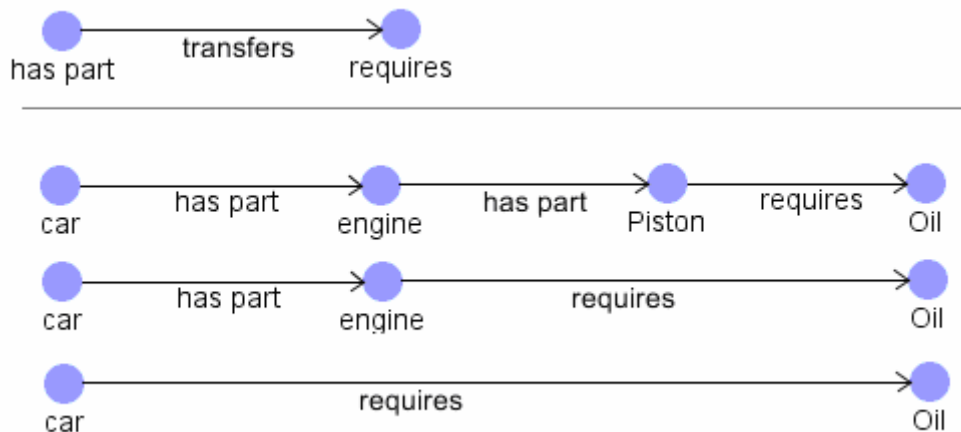 transfers
has part requires
has part has part requires
car engine Piston Oil
has part requires
car engine Oil
requires
car Oil